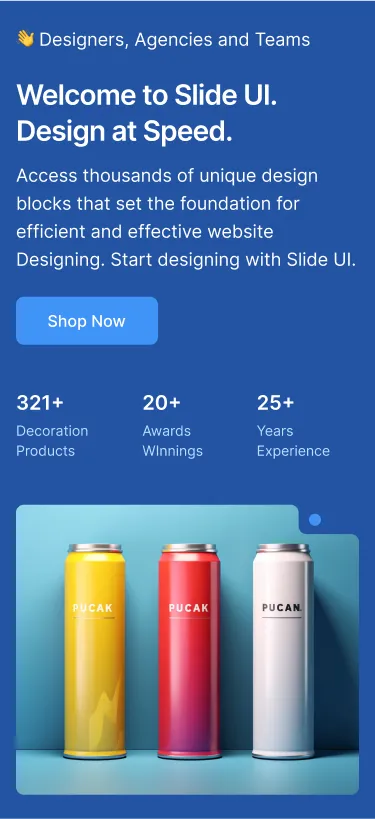 👋 Designers, Agencies and Teams
Welcome to Slide UI.
Design at Speed.
Access thousands of unique design
blocks that set the foundation for
efficient and effective website
Designing. Start designing with Slide UI.
Shop Now
321+ 20+ 25+
Decoration Awards Years
Products WInnings Experience
PUCAK PUCAK PUCAN